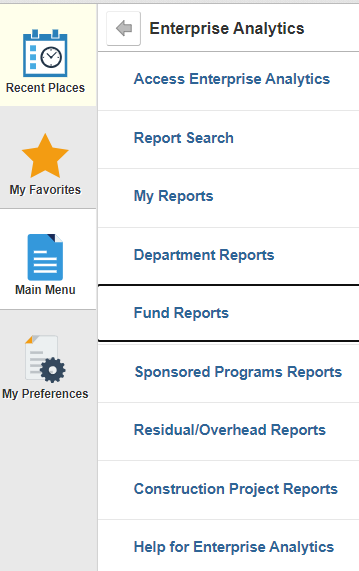 Enterprise Analytics
Recent Places
My Favorites
Main Menu
My Preferences
Access Enterprise Analytics
Report Search
My Reports
Department Reports
Fund Reports
Sponsored Programs Reports
Residual/Overhead Reports
Construction Project Reports
Help for Enterprise Analytics